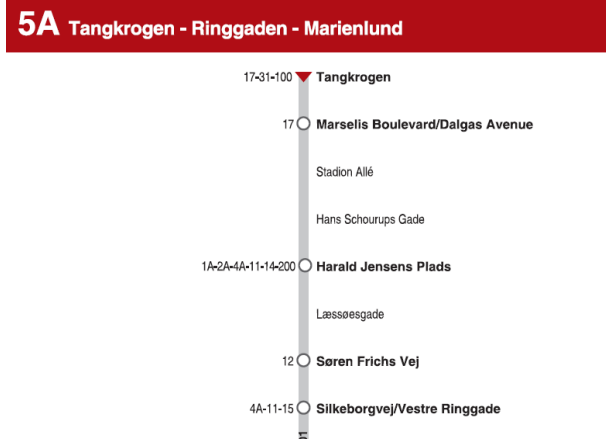 5A Tangkrogen - Ringgaden - Marienlund
17-31-100 Tangkrogen
17 Marselis Boulevard/Dalgas Avenue
Stadion Allé
Hans Schourups Gade
1A-2A-4A-11-14-200 Harald Jensens Plads
Læssøesgade
12 Søren Frichs Vej
4A-11-15 Silkeborgvej/Vestre Ringgade